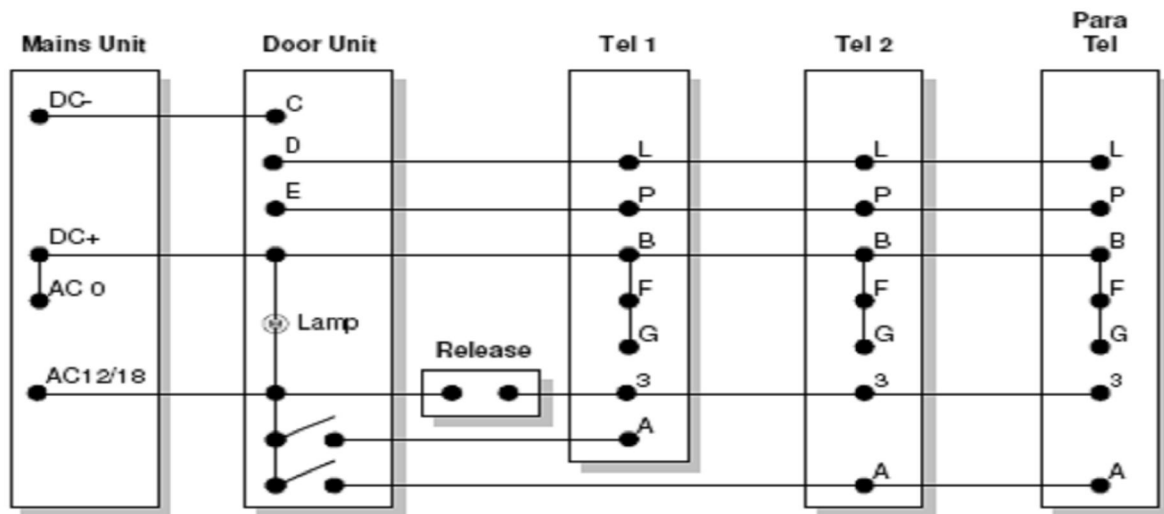 Mains Unit
Door Unit
Tel 1
Tel 2
Para
Tel
DC-
C
D
L
L
L
E
P
P
P
DC+
B
B
B
AC 0
F
F
F
Lamp
G
G
G
Release
AC12/18
3
3
3
A
A
A